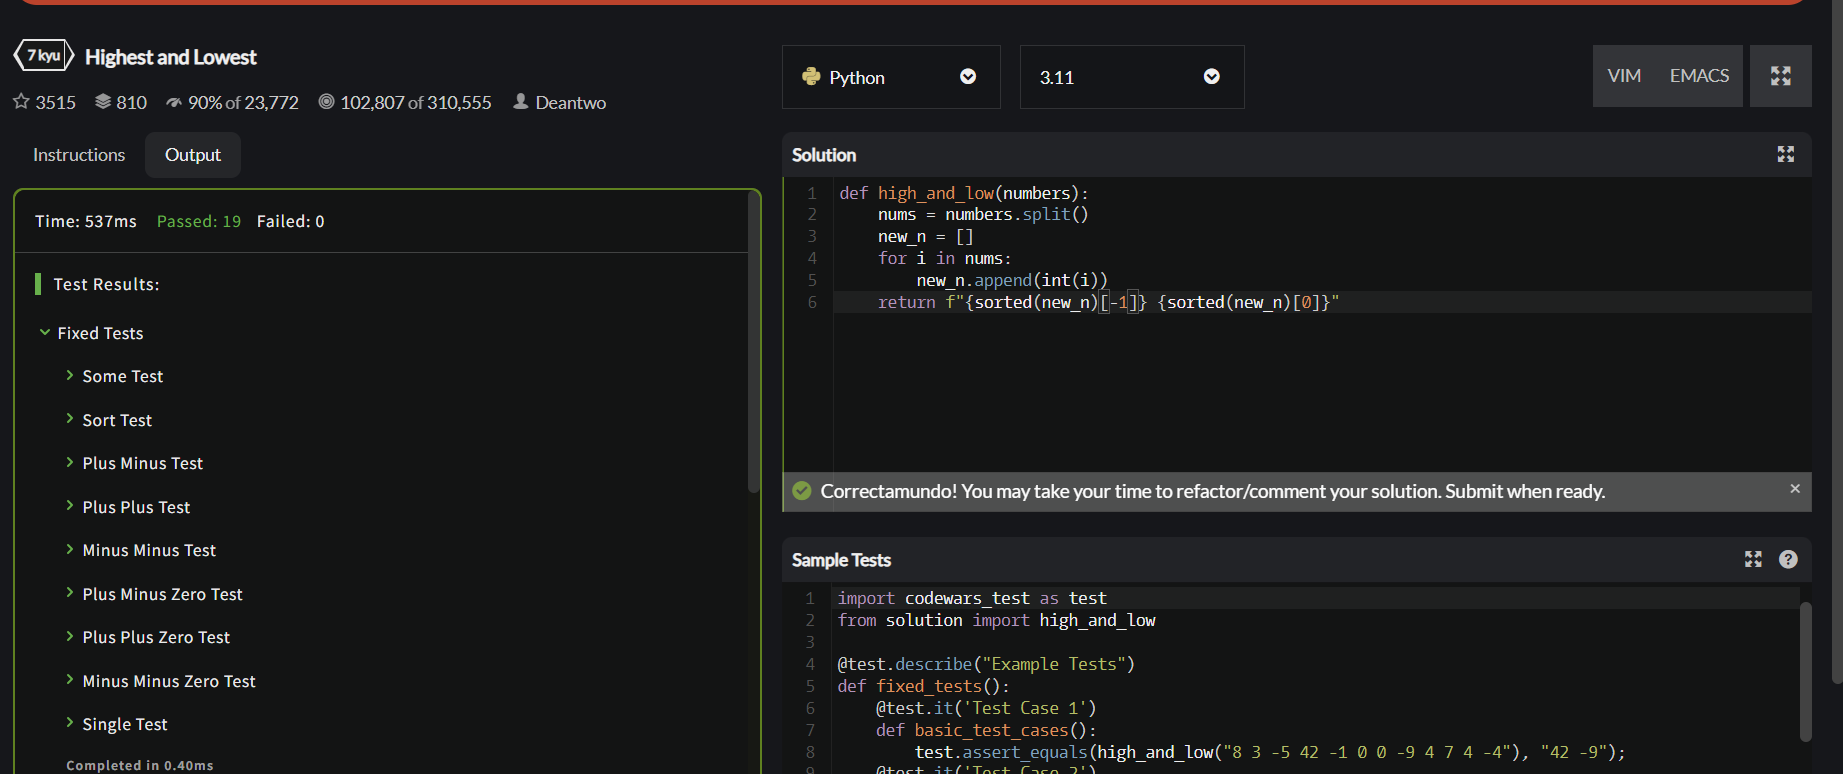 7 kyu Highest and Lowest
3515 810 90% of 23,772 102,807 of 310,555 Deantwo
Instructions Output
Time: 537ms Passed: 19 Failed: 0
Test Results:
Fixed Tests
Some Test
Sort Test
Plus Minus Test
Plus Plus Test
Minus Minus Test
Plus Minus Zero Test
Plus Plus Zero Test
Minus Minus Zero Test
Single Test
Completed in 0.40ms
Python 3.11 VIM EMACS
Solution
1 def high_and_low(numbers):
2     nums = numbers.split()
3     new_n = []
4     for i in nums:
5         new_n.append(int(i))
6     return f"{sorted(new_n)[-1]} {sorted(new_n)[0]}"
Correctamundo! You may take your time to refactor/comment your solution. Submit when ready. ×
Sample Tests ?
1 import codewars_test as test
2 from solution import high_and_low
3
4 @test.describe("Example Tests")
5 def fixed_tests():
6     @test.it('Test Case 1')
7     def basic_test_cases():
8         test.assert_equals(high_and_low("8 3 -5 42 -1 0 0 -9 4 7 4 -4"), "42 -9");
9     @test.it('Test Case 2')